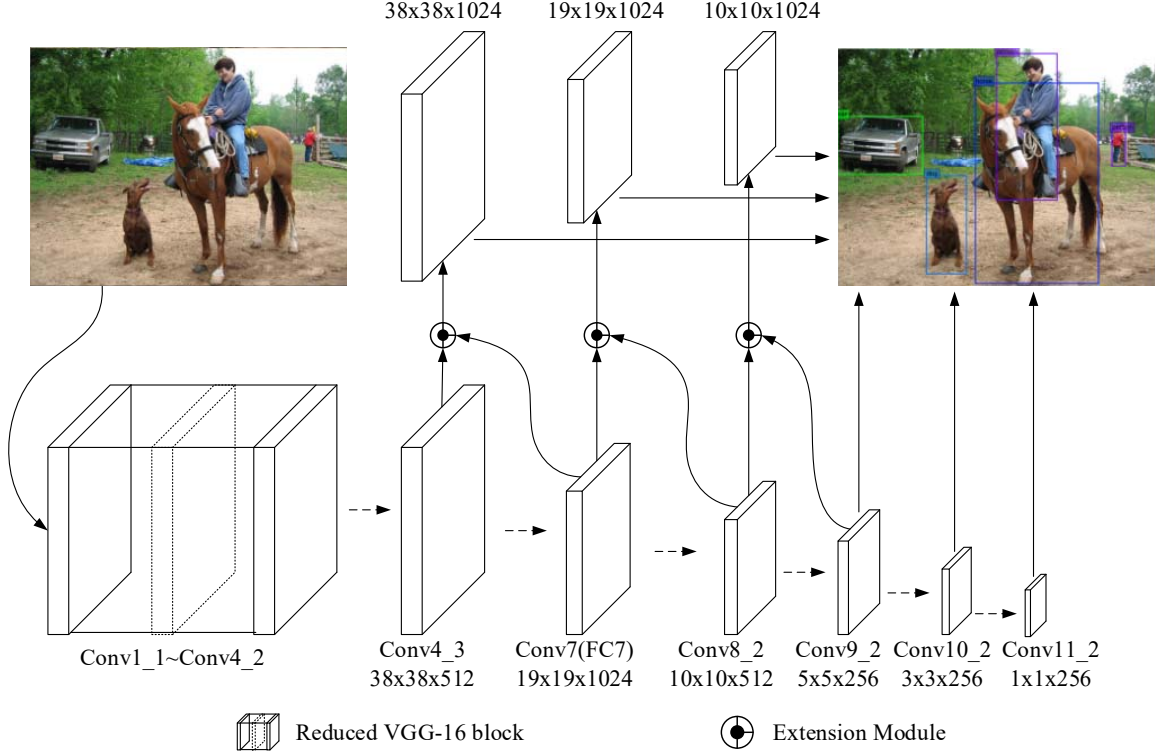 38x38x1024
19x19x1024
10x10x1024
Conv1_1~Conv4_2
Conv4_3
38x38x512
Conv7(FC7)
19x19x1024
Conv8_2
10x10x512
Conv9_2
5x5x256
Conv10_2
3x3x256
Conv11_2
1x1x256
Reduced VGG-16 block
Extension Module